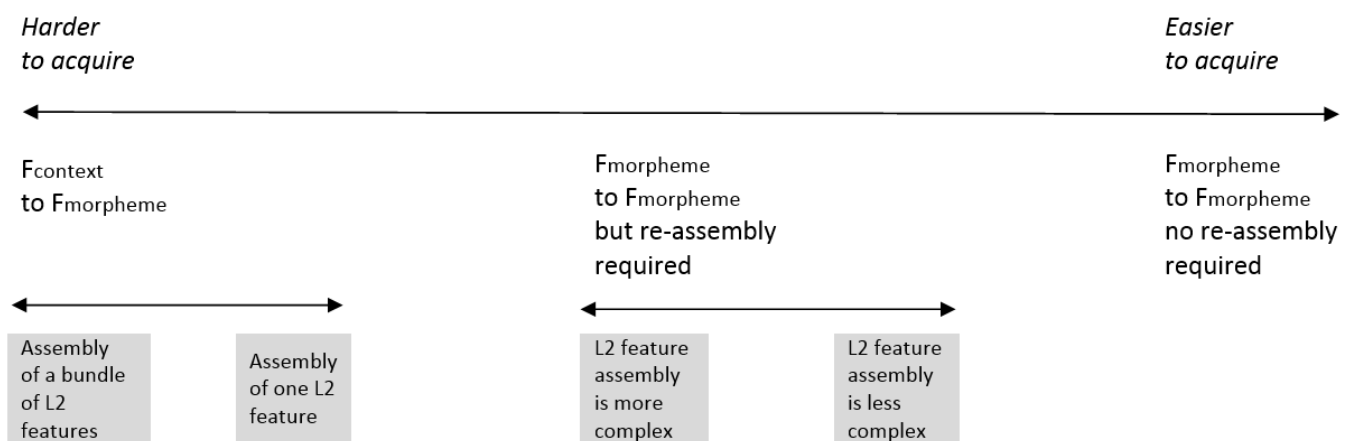 Harder
to acquire
Easier
to acquire
Fcontext
to Fmorpheme
Fmorpheme
to Fmorpheme
but re-assembly
required
Fmorpheme
to Fmorpheme
no re-assembly
required
Assembly
of a bundle
of L2
features
Assembly
of one L2
feature
L2 feature
assembly
is more
complex
L2 feature
assembly
is less
complex